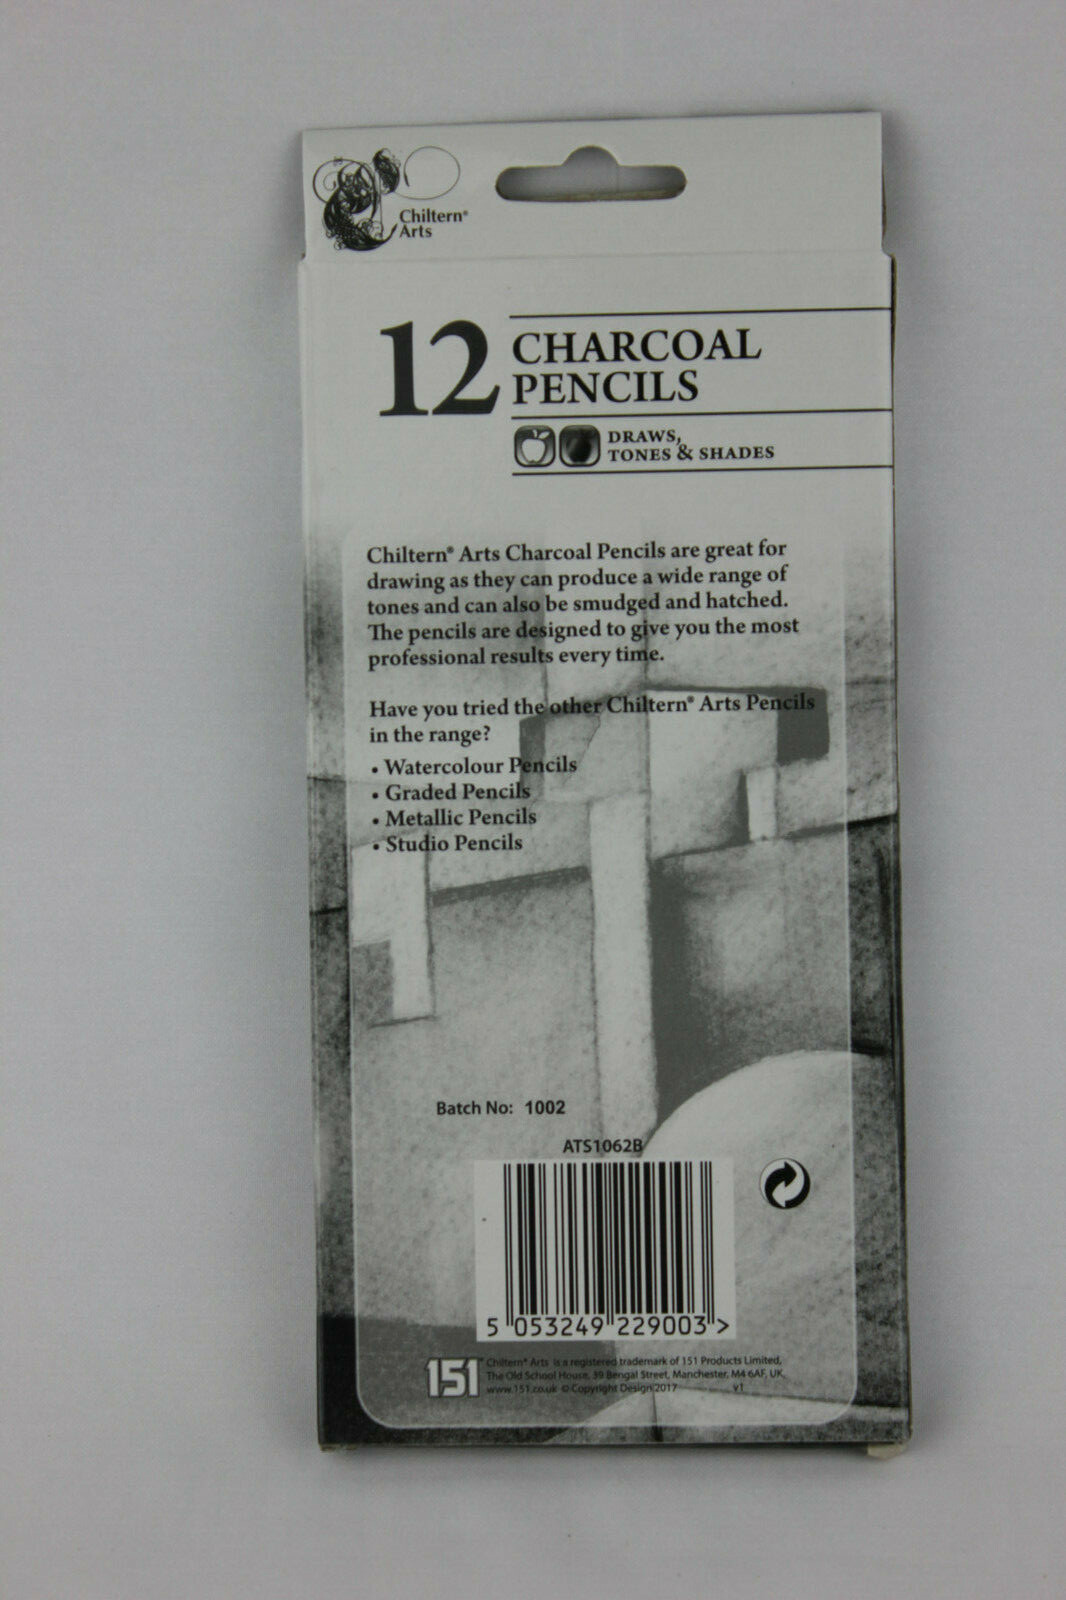 Chiltern®
Arts
12 CHARCOAL
PENCILS
DRAWS,
TONES & SHADES
Chiltern® Arts Charcoal Pencils are great for
drawing as they can produce a wide range of
tones and can also be smudged and hatched.
The pencils are designed to give you the most
professional results every time.
Have you tried the other Chiltern® Arts Pencils
in the range?
• Watercolour Pencils
• Graded Pencils
• Metallic Pencils
• Studio Pencils
Batch No: 1002
ATS1062B
5 053249 229003 >
151
Chiltern® Arts is a registered trademark of 151 Products Limited,
The Old School House, 39 Bengal Street, Manchester, M4 6AF, UK.
www.151.co.uk © Copyright Design 2017 v1